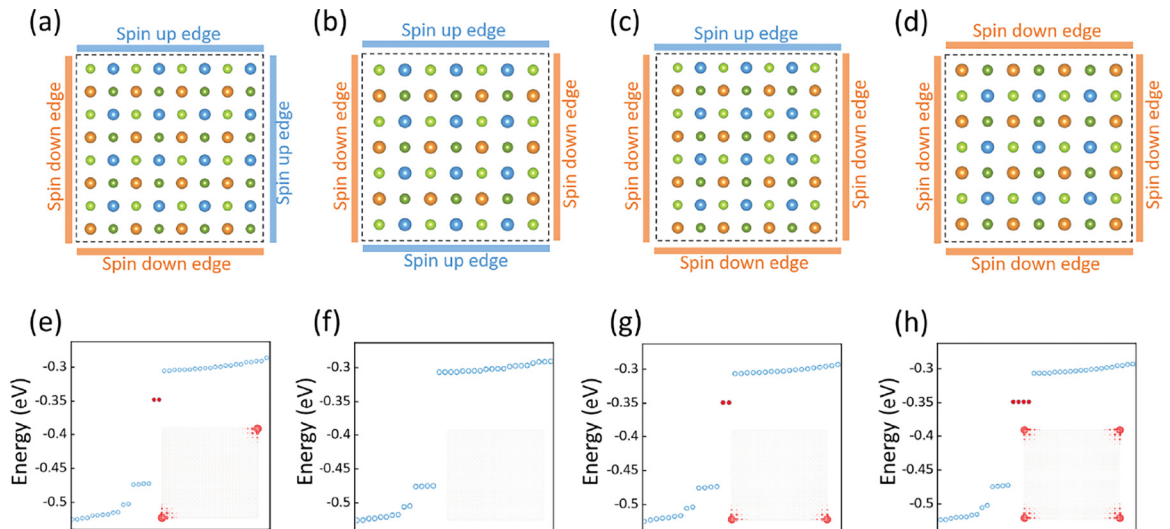 (a)
Spin up edge
Spin down edge
Spin up edge
Spin down edge
(b)
Spin up edge
Spin down edge
Spin down edge
Spin up edge
(c)
Spin up edge
Spin down edge
Spin down edge
Spin down edge
(d)
Spin down edge
Spin down edge
Spin down edge
Spin down edge
(e)
Energy (eV)
-0.3
-0.35
-0.4
-0.45
-0.5
(f)
Energy (eV)
-0.3
-0.35
-0.4
-0.45
-0.5
(g)
Energy (eV)
-0.3
-0.35
-0.4
-0.45
-0.5
(h)
Energy (eV)
-0.3
-0.35
-0.4
-0.45
-0.5